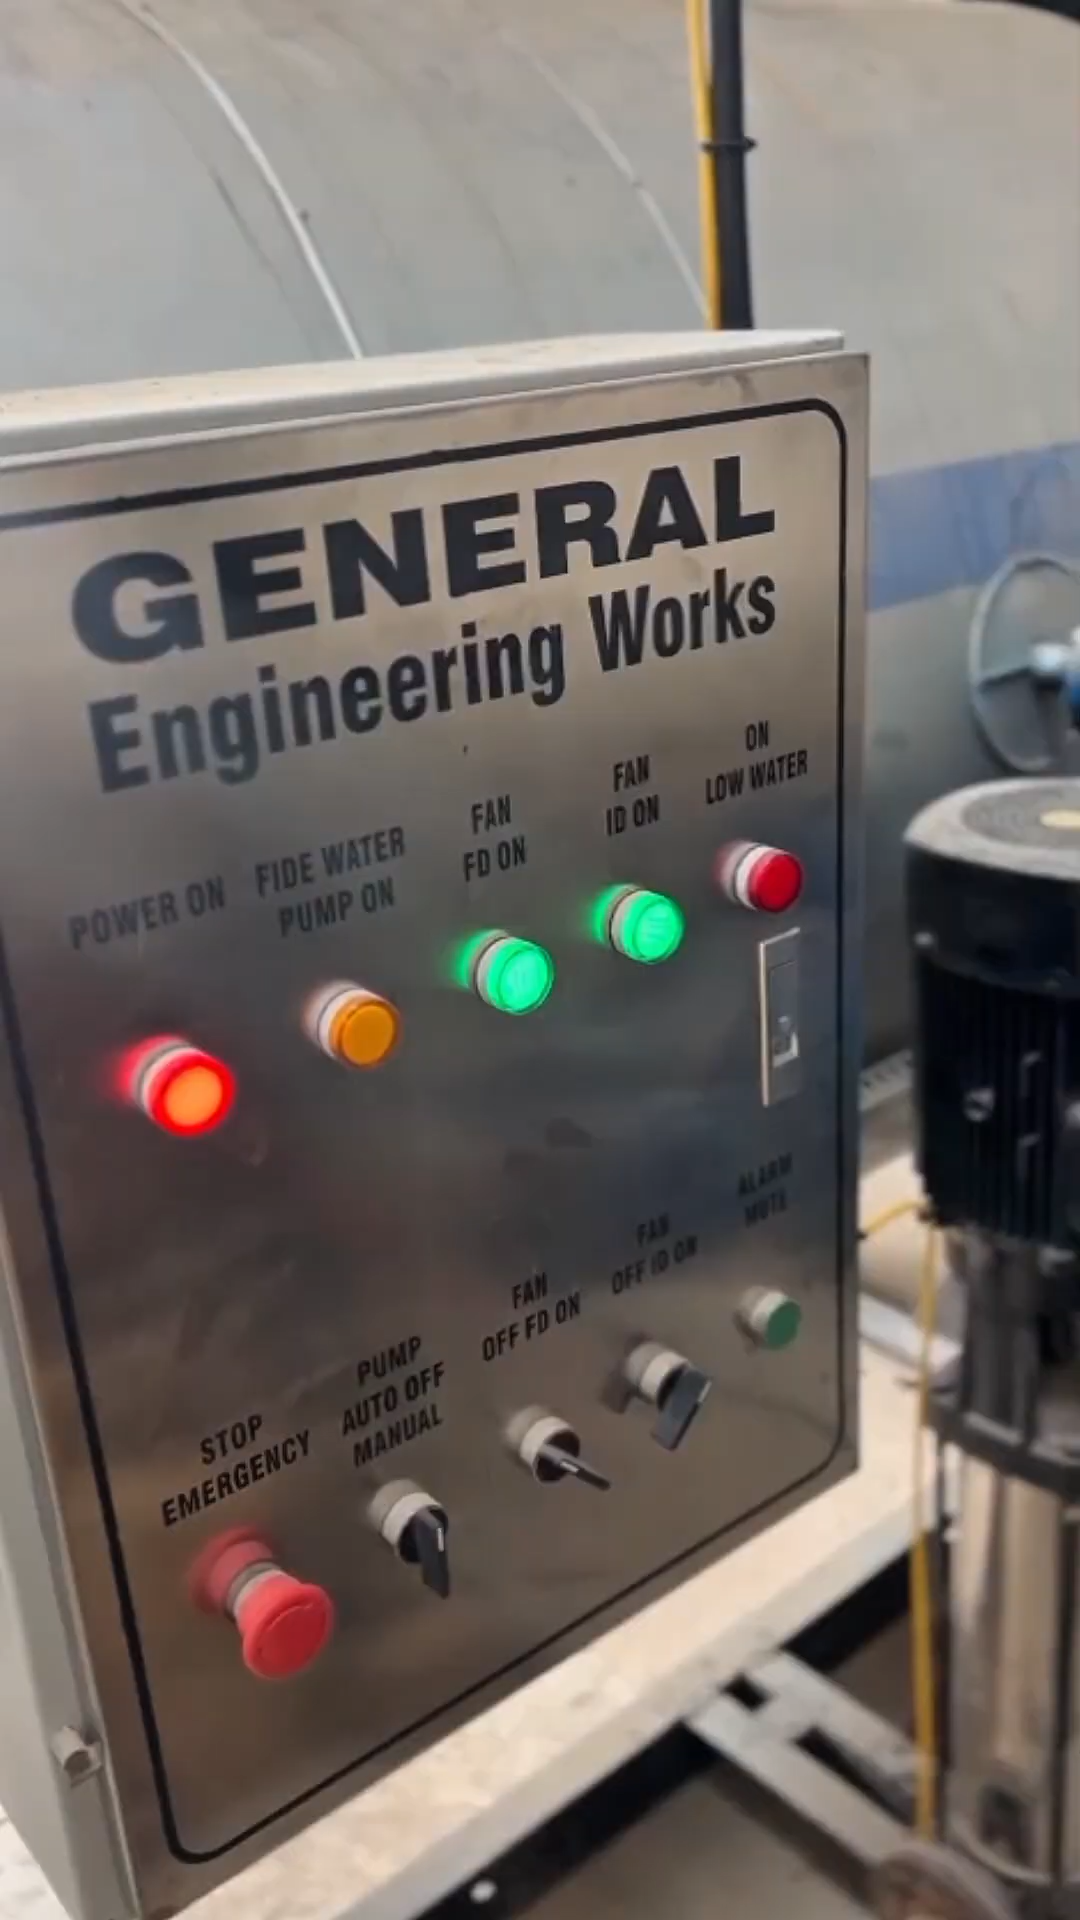 GENERAL
Engineering Works
POWER ON
FIDE WATER
PUMP ON
FAN
FD ON
FAN
ID ON
ON
LOW WATER
STOP
EMERGENCY
PUMP
AUTO OFF
MANUAL
FAN
OFF FD ON
FAN
OFF ID ON
ALARM
MUTE